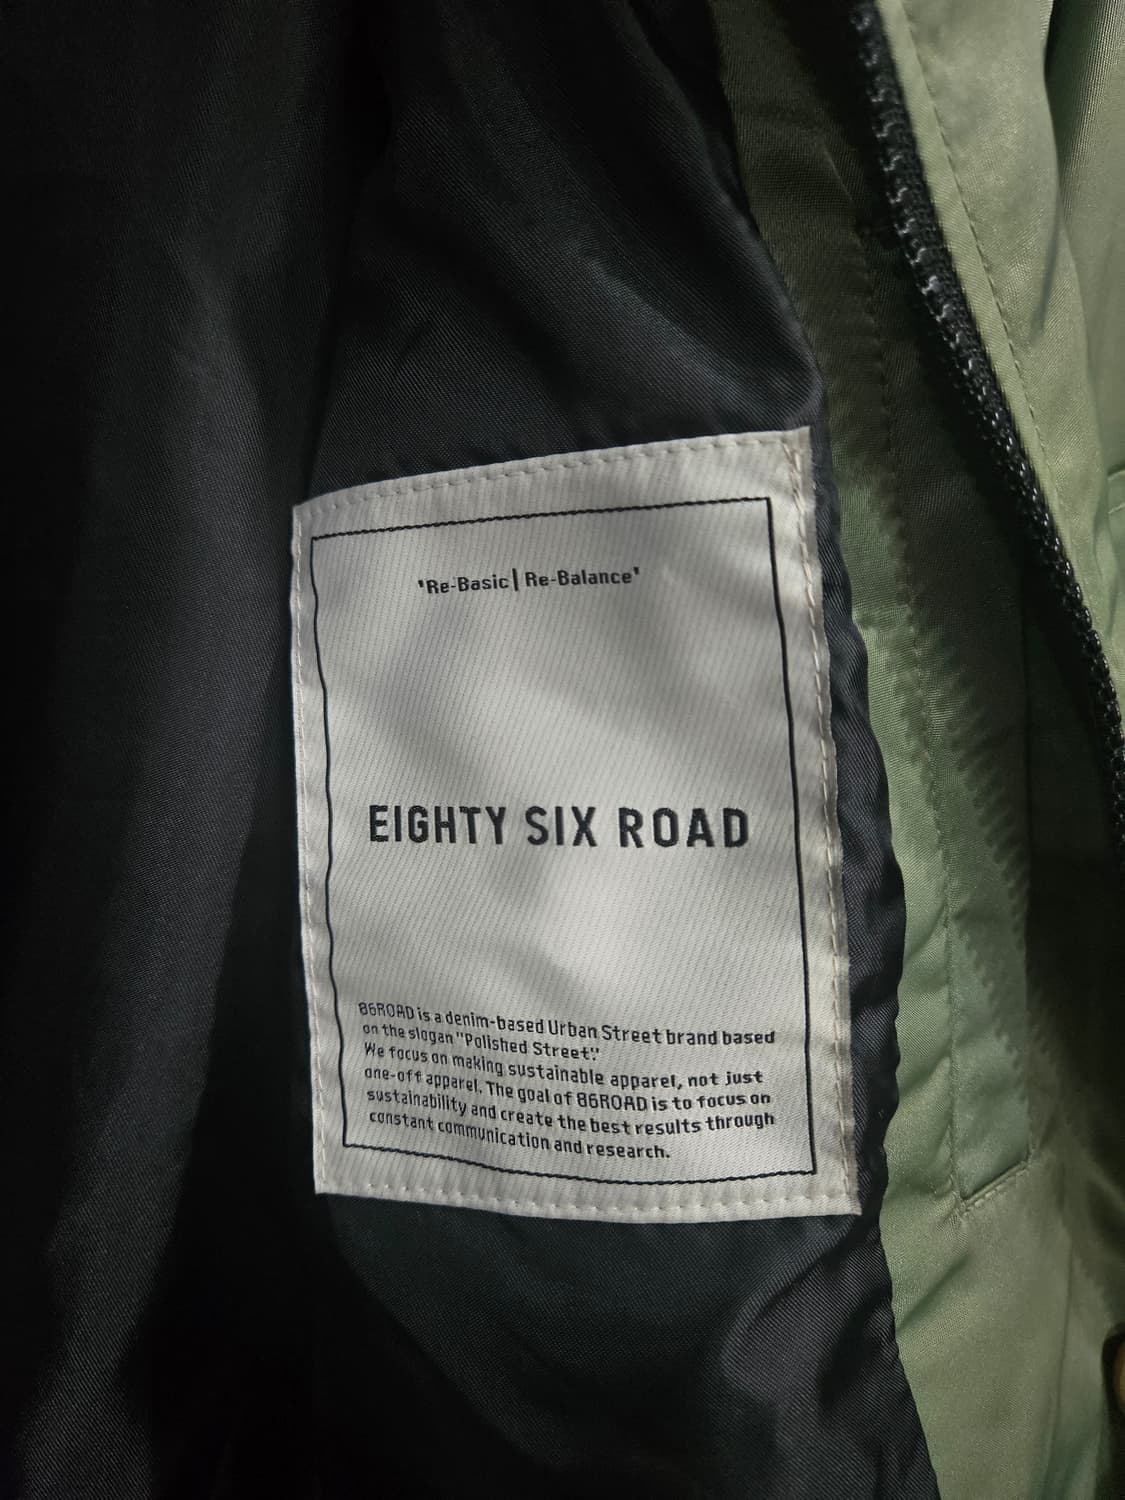 'Re-Basic | Re-Balance'
EIGHTY SIX ROAD
86ROAD is a denim-based Urban Street brand based
on the slogan "Polished Street".
We focus on making sustainable apparel, not just
one-off apparel. The goal of 86ROAD is to focus on
sustainability and create the best results through
constant communication and research.